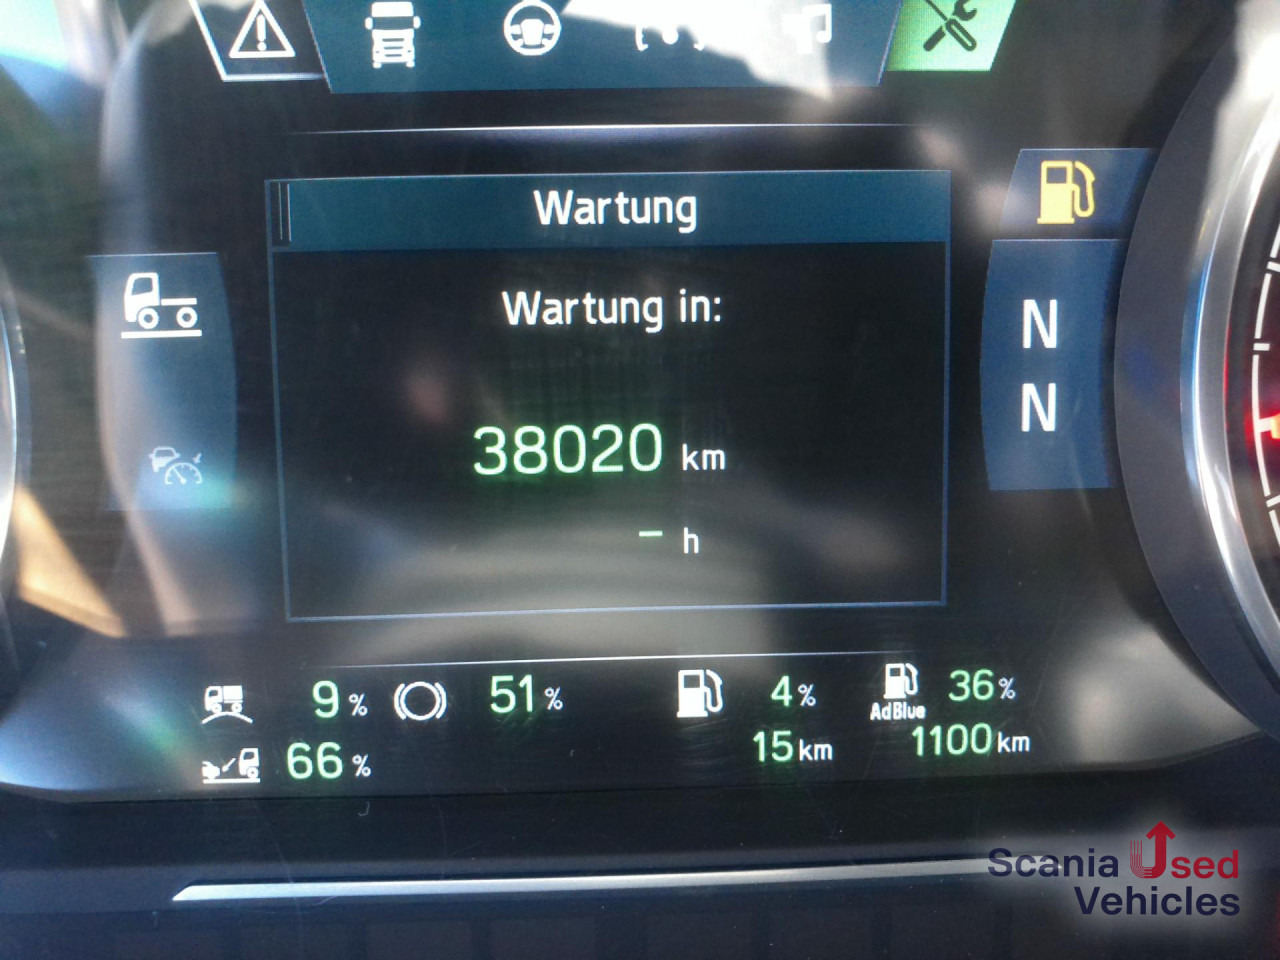 Wartung
Wartung in:
38020 km
– h
N
N
9 %
51 %
4 %
36 %
AdBlue
66 %
15 km
1100 km
Scania Used
Vehicles